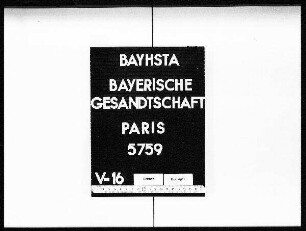 BAYHSTA
BAYERISCHE
GESANDTSCHAFT
PARIS
5759
V-16